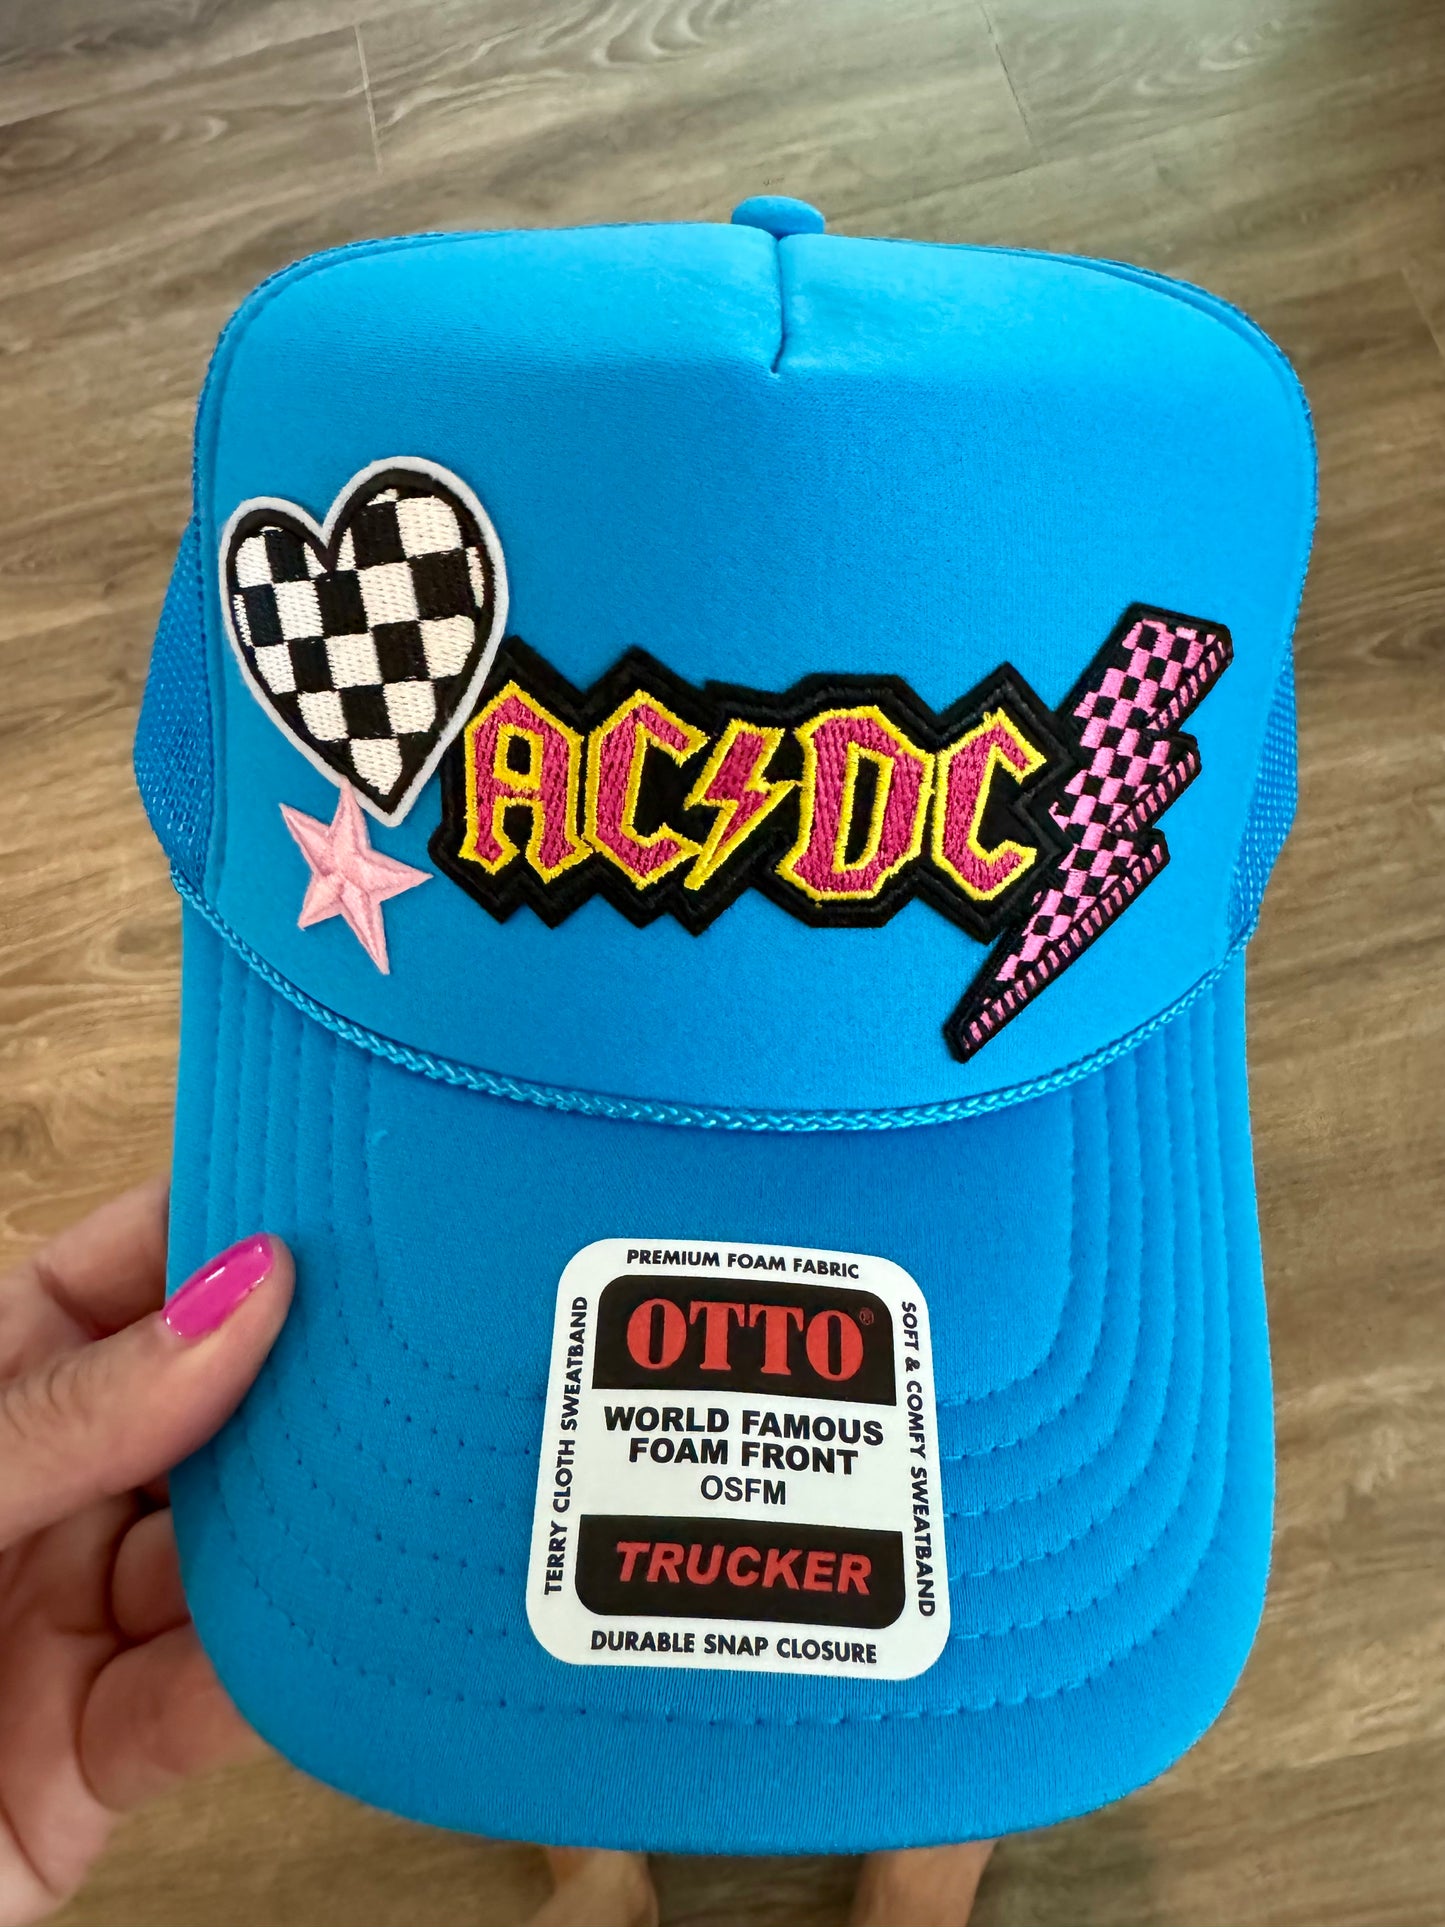 AC/DC
PREMIUM FOAM FABRIC
OTTO®
WORLD FAMOUS
FOAM FRONT
OSFM
TRUCKER
DURABLE SNAP CLOSURE
TERRY CLOTH SWEATBAND
SOFT & COMFY SWEATBAND